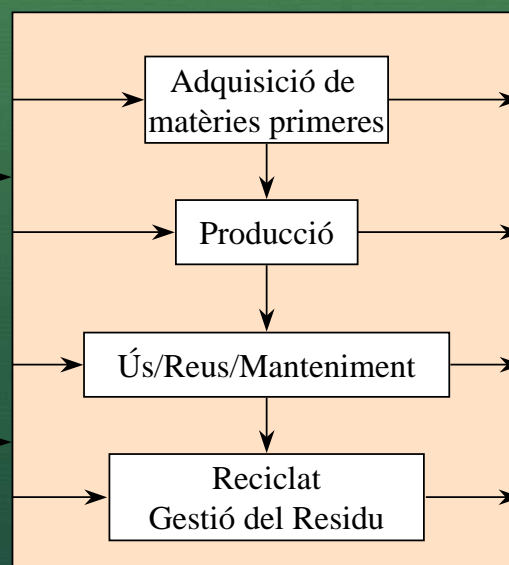 Adquisició de
matèries primeres
Producció
Ús/Reus/Manteniment
Reciclat
Gestió del Residu